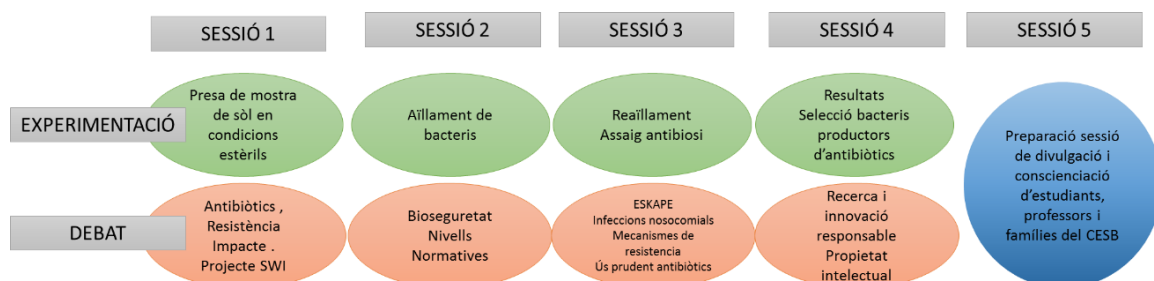 SESSIÓ 1
SESSIÓ 2
SESSIÓ 3
SESSIÓ 4
SESSIÓ 5
EXPERIMENTACIÓ
Presa de mostra
de sòl en
condicions
estèrils
Aïllament de
bacteris
Reaïllament
Assaig antibiosi
Resultats
Selecció bacteris
productors
d'antibiòtics
Preparació sessió
de divulgació i
conscienciació
d'estudiants,
professors i
famílies del CESB
DEBAT
Antibiòtics ,
Resistència
Impacte .
Projecte SWI
Bioseguretat
Nivells
Normatives
ESKAPE
Infeccions nosocomials
Mecanismes de
resistencia
Ús prudent antibiòtics
Recerca i
innovació
responsable
Propietat
intelectual